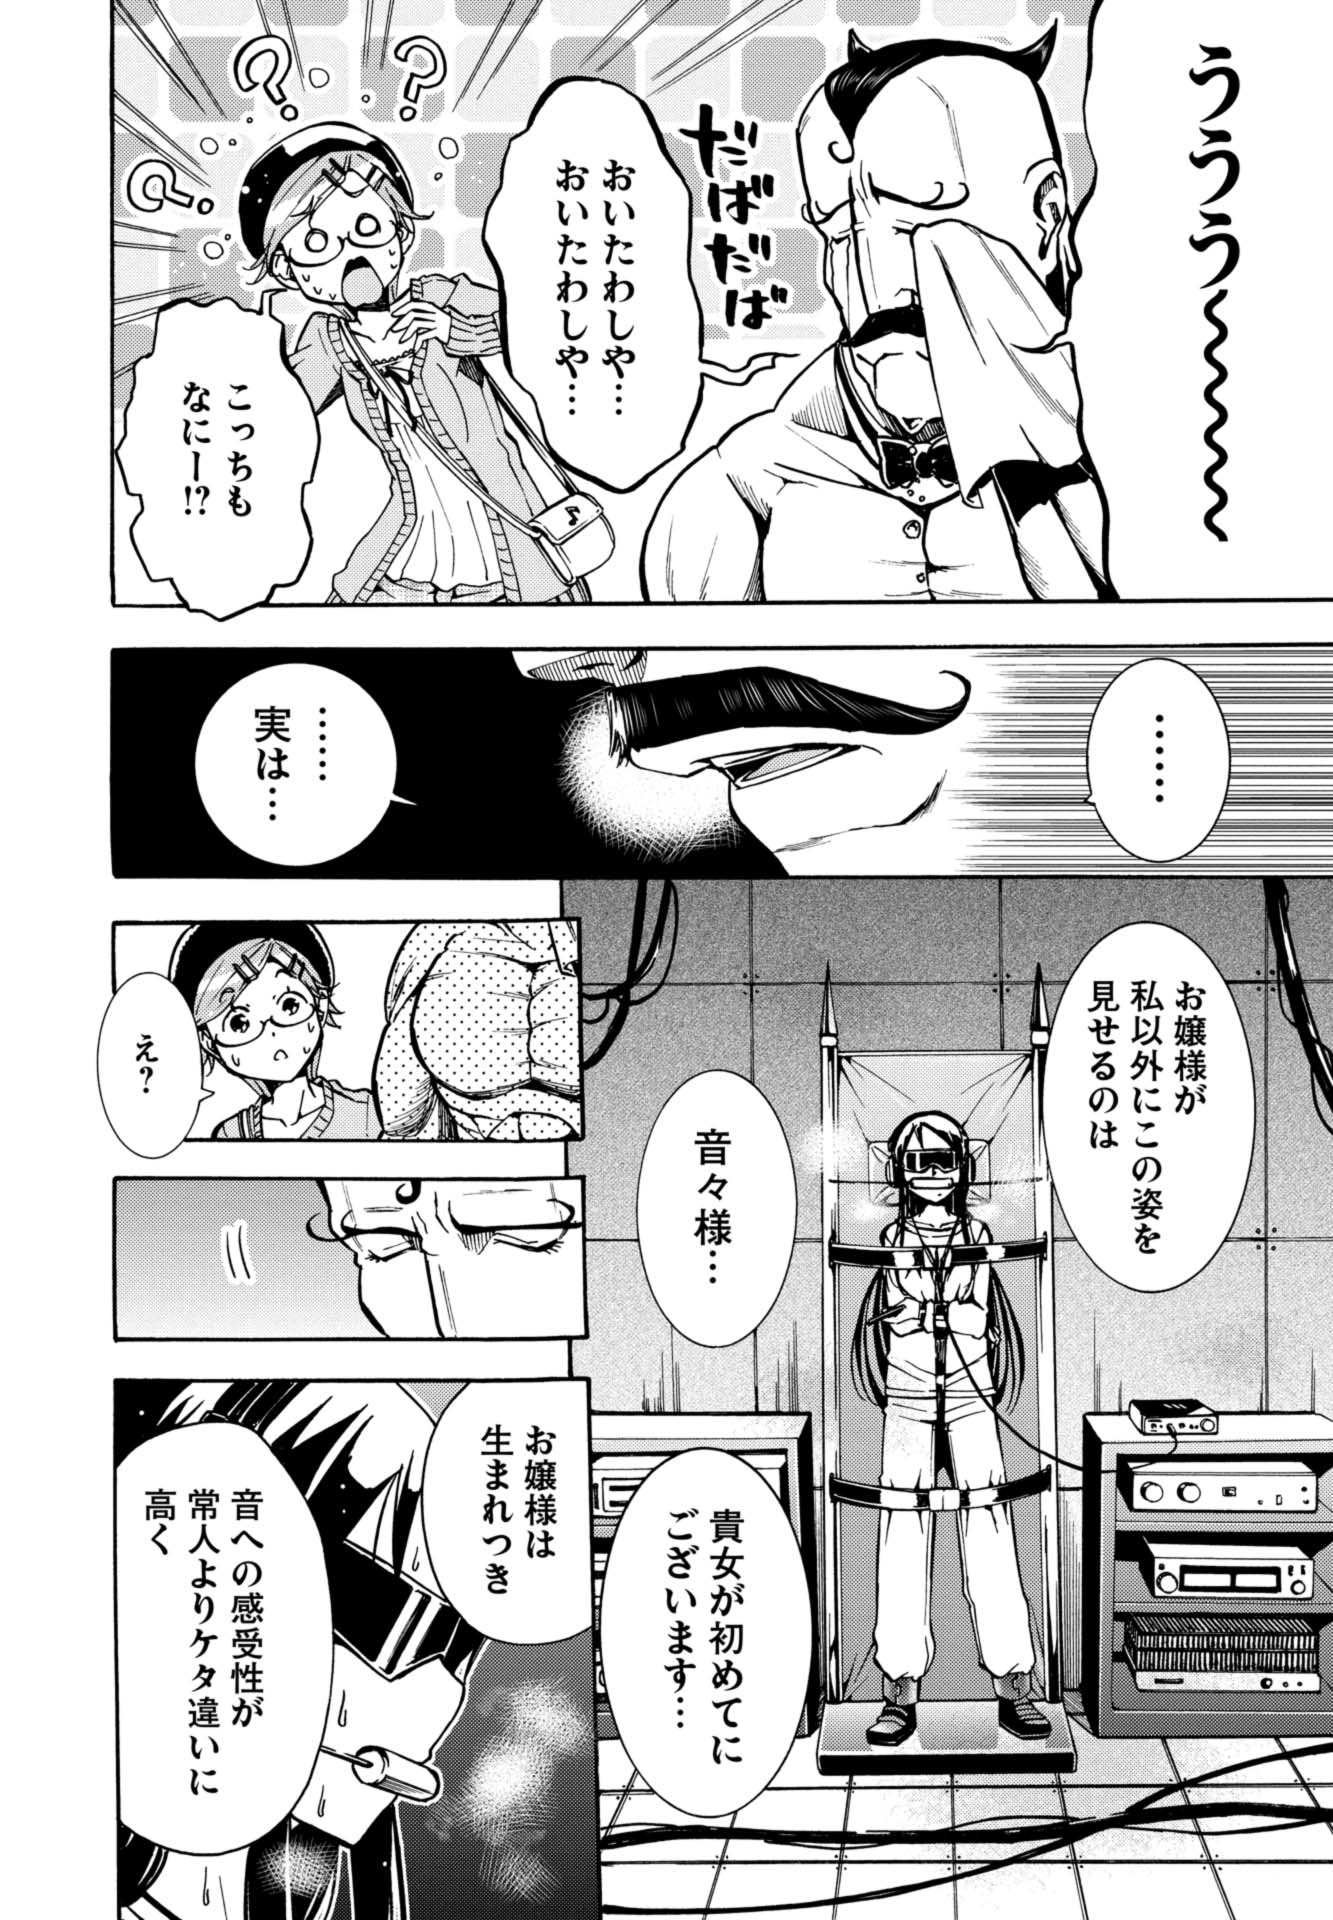 ううう〜〜〜
だばだば
おいたわしや…
おいたわしや…
こっちも
なにー!?
……
……
実は…
お嬢様が
私以外にこの姿を
見せるのは
音々様…
貴女が初めてに
ございます…
え?
お嬢様は
生まれつき
音への感受性が
常人よりケタ違いに
高く